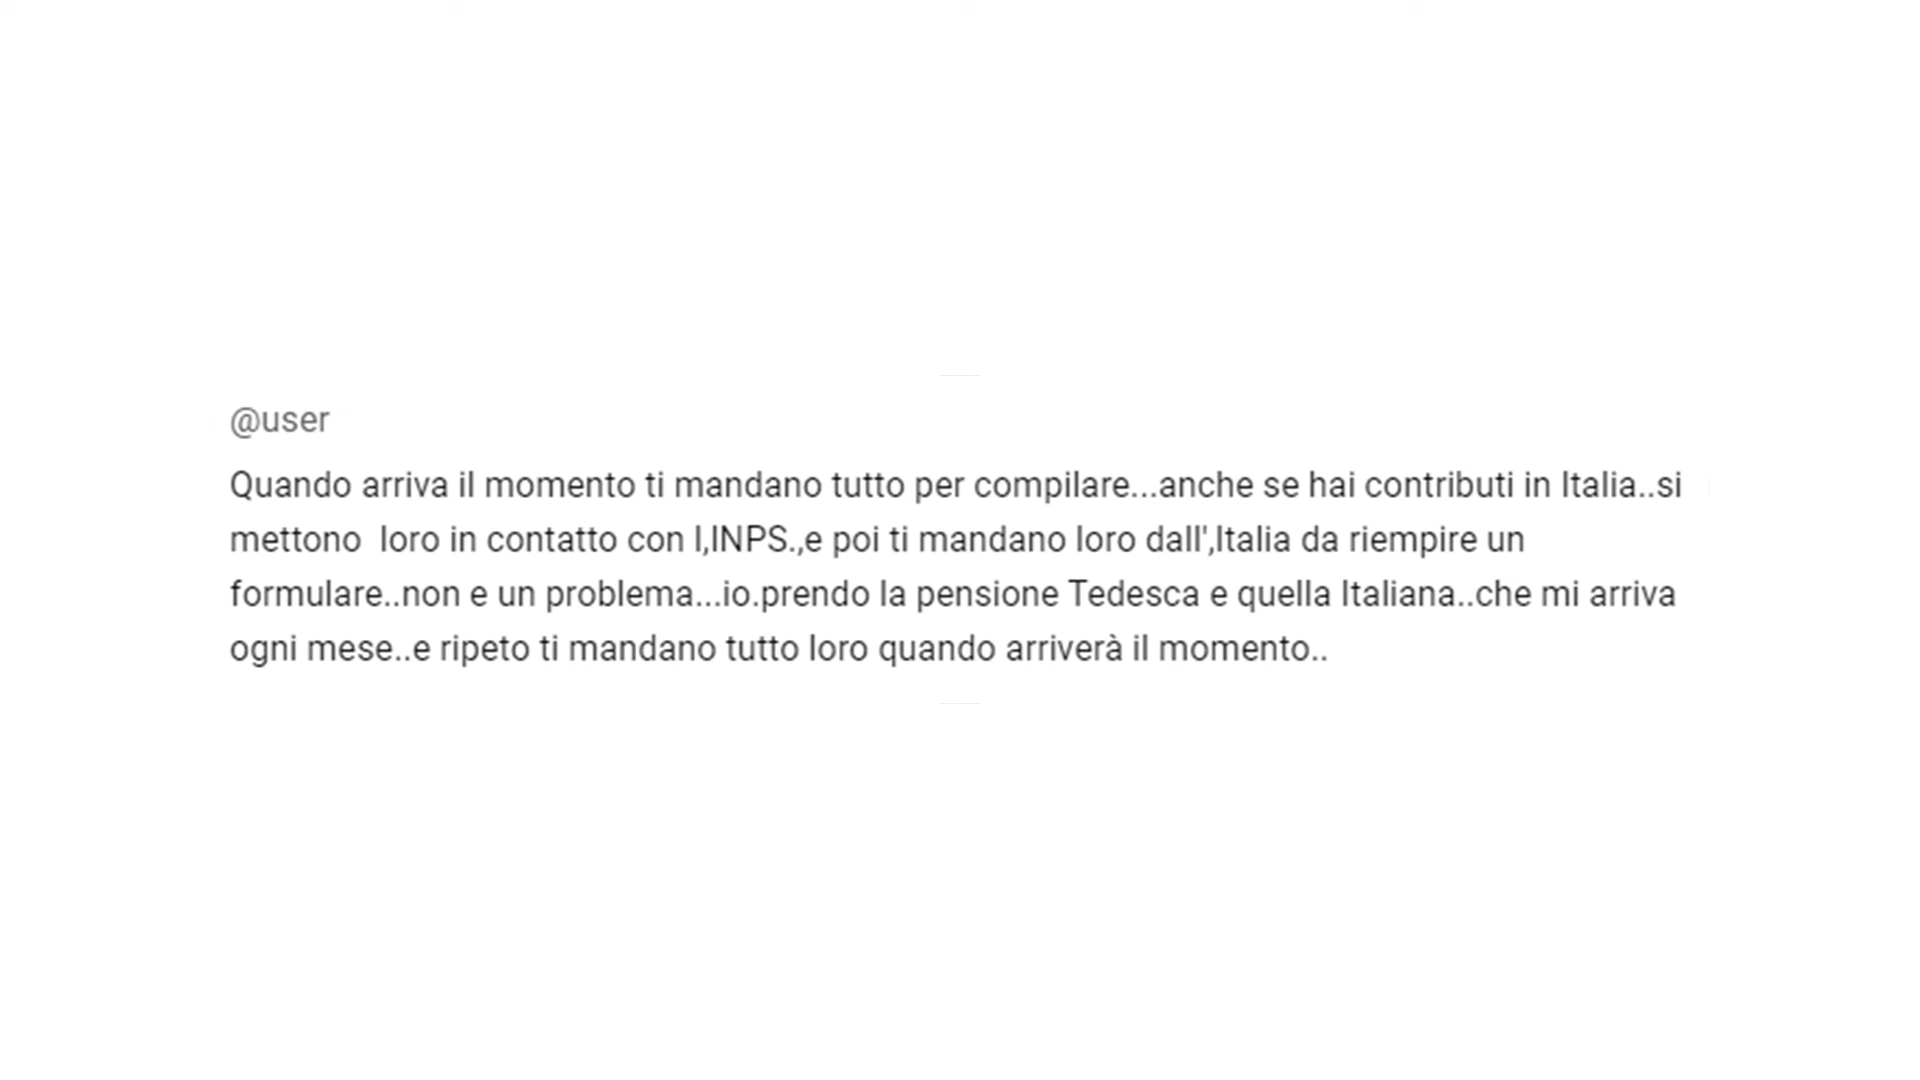 @user
Quando arriva il momento ti mandano tutto per compilare...anche se hai contributi in Italia..si
mettono  loro in contatto con l,INPS.,e poi ti mandano loro dall',Italia da riempire un
formulare..non e un problema...io.prendo la pensione Tedesca e quella Italiana..che mi arriva
ogni mese..e ripeto ti mandano tutto loro quando arriverà il momento..